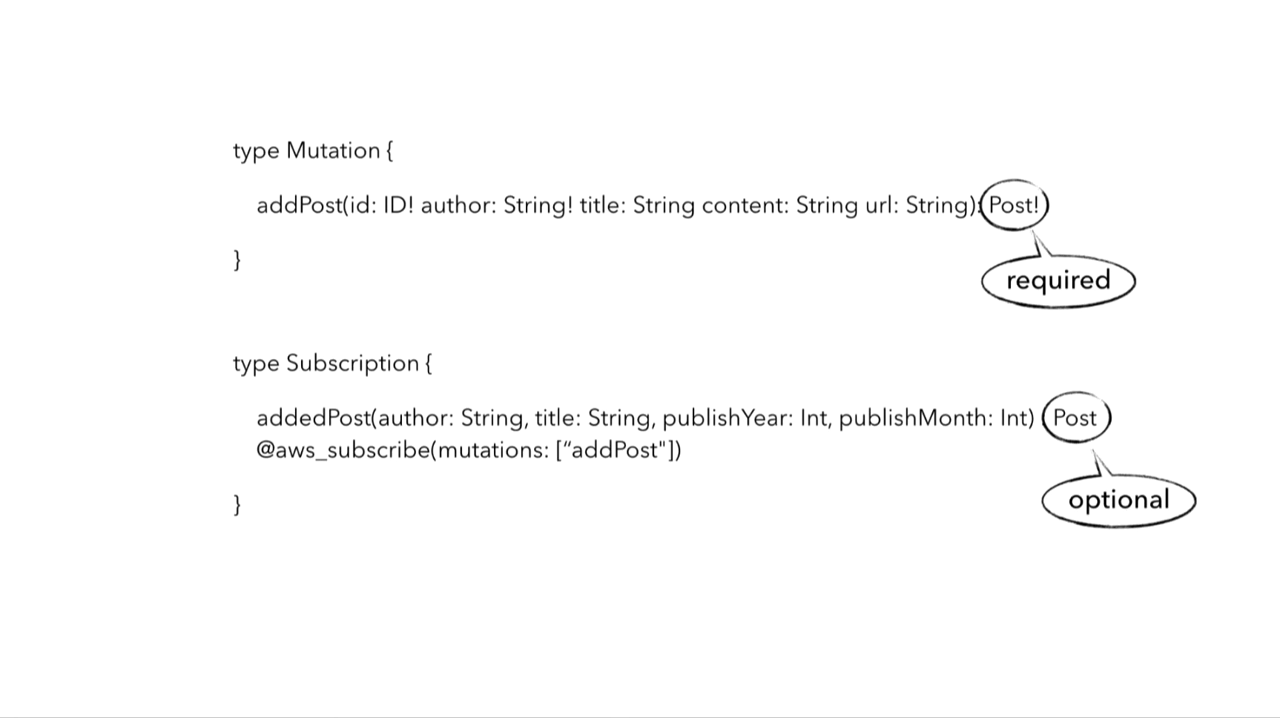 type Mutation {
addPost(id: ID! author: String! title: String content: String url: String): Post!
}
required
type Subscription {
addedPost(author: String, title: String, publishYear: Int, publishMonth: Int) Post
@aws_subscribe(mutations: [“addPost"])
}
optional